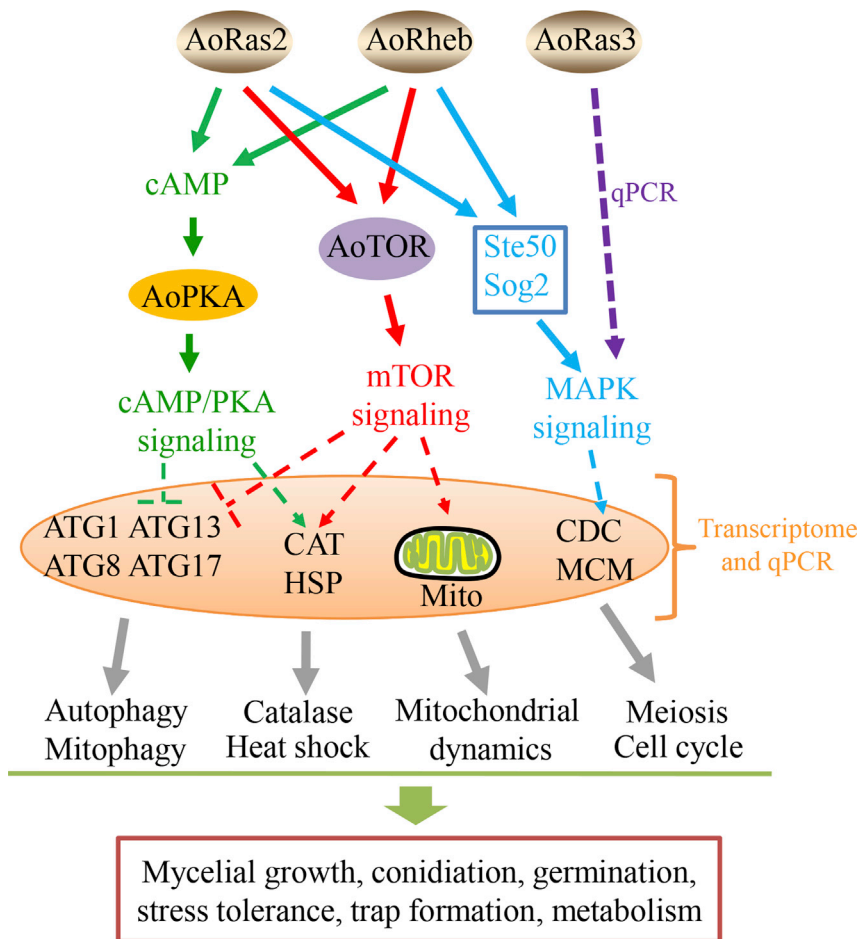 AoRas2
AoRheb
AoRas3
cAMP
qPCR
AoTOR
Ste50
Sog2
AoPKA
cAMP/PKA
signaling
mTOR
signaling
MAPK
signaling
ATG1 ATG13
ATG8 ATG17
CAT
HSP
Mito
CDC
MCM
Transcriptome
and qPCR
Autophagy
Mitophagy
Catalase
Heat shock
Mitochondrial
dynamics
Meiosis
Cell cycle
Mycelial growth, conidiation, germination,
stress tolerance, trap formation, metabolism